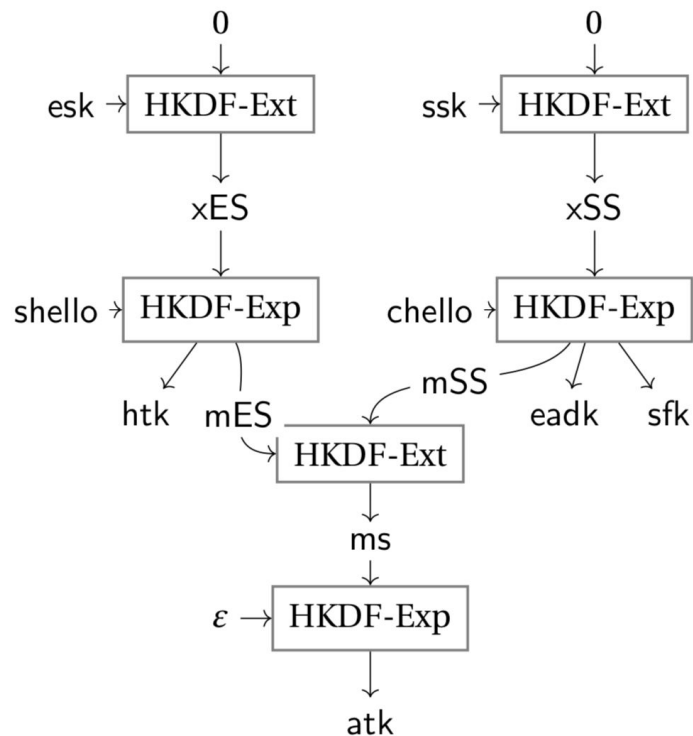 0 0
esk HKDF-Ext ssk HKDF-Ext
xES xSS
shello HKDF-Exp chello HKDF-Exp
mSS
htk mES eadk sfk
HKDF-Ext
ms
ε HKDF-Exp
atk